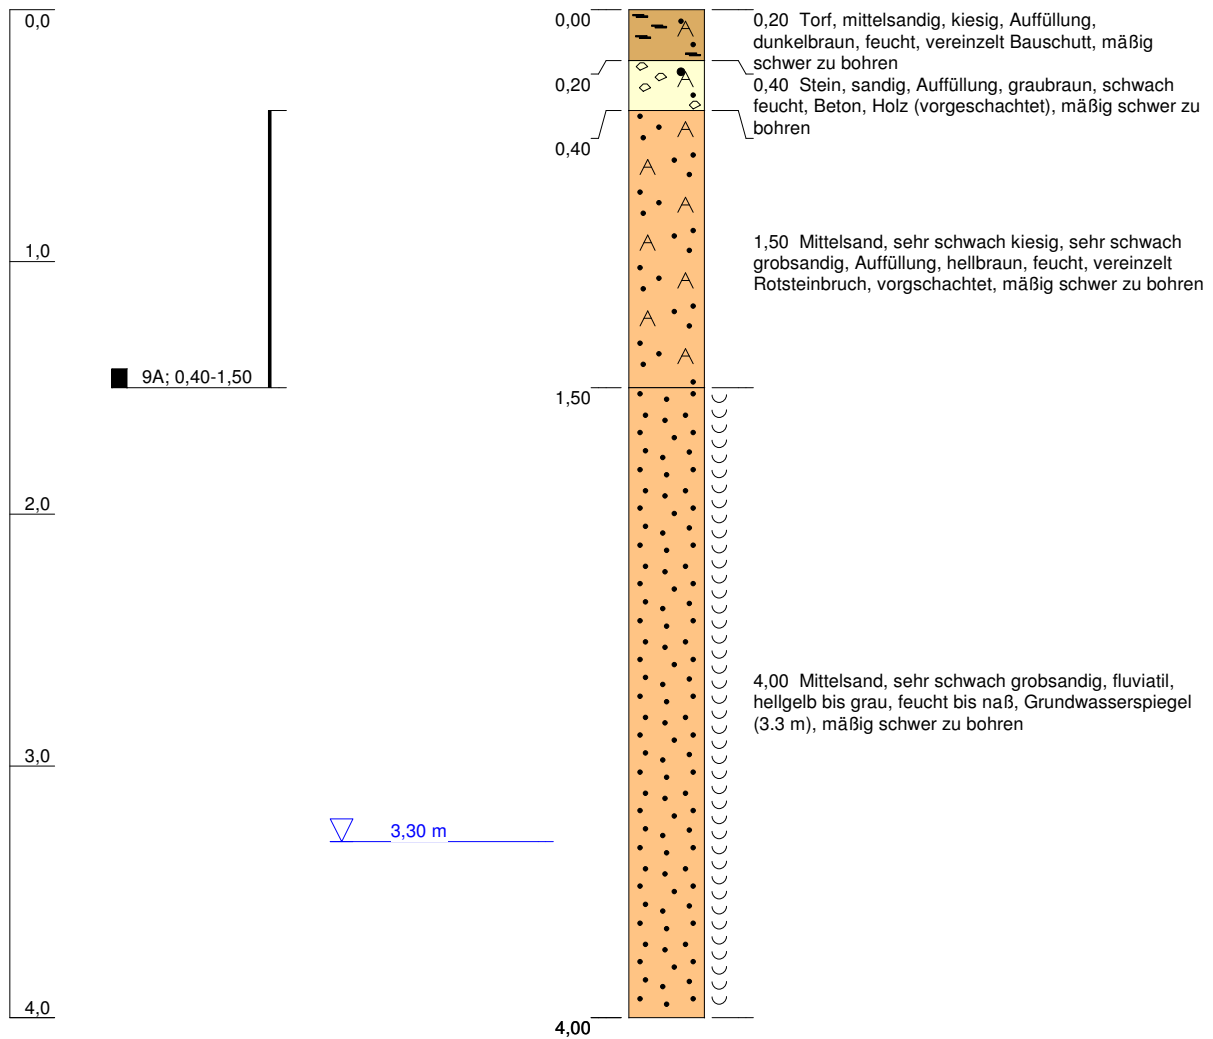 0,0
1,0
2,0
3,0
4,0
9A; 0,40-1,50
3,30 m
0,00
0,20
0,40
1,50
4,00
A
A
A
A
A
A
A
A
A
A
0,20 Torf, mittelsandig, kiesig, Auffüllung,
dunkelbraun, feucht, vereinzelt Bauschutt, mäßig
schwer zu bohren
0,40 Stein, sandig, Auffüllung, graubraun, schwach
feucht, Beton, Holz (vorgeschachtet), mäßig schwer zu
bohren
1,50 Mittelsand, sehr schwach kiesig, sehr schwach
grobsandig, Auffüllung, hellbraun, feucht, vereinzelt
Rotsteinbruch, vorgschachtet, mäßig schwer zu bohren
4,00 Mittelsand, sehr schwach grobsandig, fluviatil,
hellgelb bis grau, feucht bis naß, Grundwasserspiegel
(3.3 m), mäßig schwer zu bohren